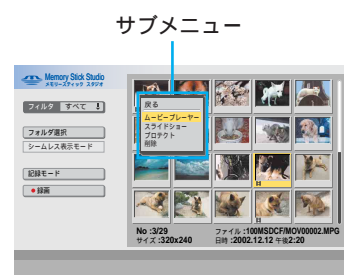 サブメニュー
Memory Stick Studio
メモリースティック スタジオ
フィルタ すべて
フォルダ選択
シームレス表示モード
記録モード
録画
戻る
ムービープレーヤー
スライドショー
プロテクト
削除
No :3/29
サイズ :320x240
ファイル :100MSDCF/MOV00002.MPG
日時 :2002.12.12 午後2:20